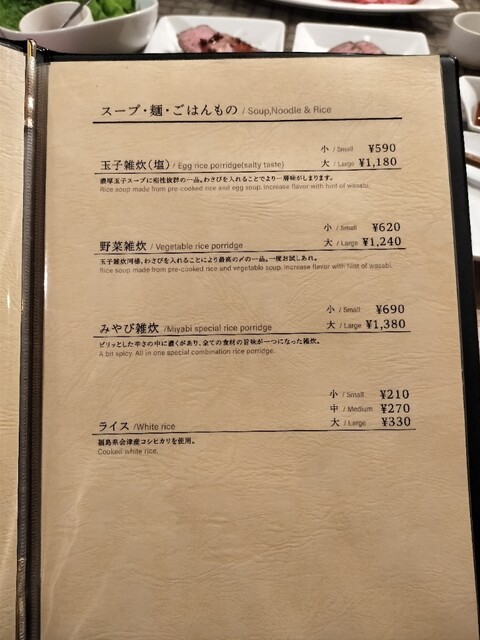 スープ・麺・ごはんもの / Soup,Noodle & Rice
小 / Small ¥590
玉子雑炊(塩) / Egg rice porridge(salty taste) 大 / Large ¥1,180
濃厚玉子スープに相性抜群の一品。わさびを入れることでより一層味がしまります。
Rice soup made from pre-cooked rice and egg soup. Increase flavor with hint of wasabi.
小 / Small ¥620
野菜雑炊 / Vegetable rice porridge 大 / Large ¥1,240
玉子雑炊同様、わさびを入れることにより最高の〆の一品。一度お試しあれ。
Rice soup made from pre-cooked rice and vegetable soup. Increase flavor with hint of wasabi.
小 / Small ¥690
みやび雑炊 /Miyabi special rice porridge 大 / Large ¥1,380
ピリッとした辛さの中に濃くがあり、全ての食材の旨味が一つになった雑炊。
A bit spicy. All in one special combination rice porridge.
小 / Small ¥210
中 / Medium ¥270
ライス /White rice 大 / Large ¥330
福島県会津産コシヒカリを使用。
Cooked white rice.